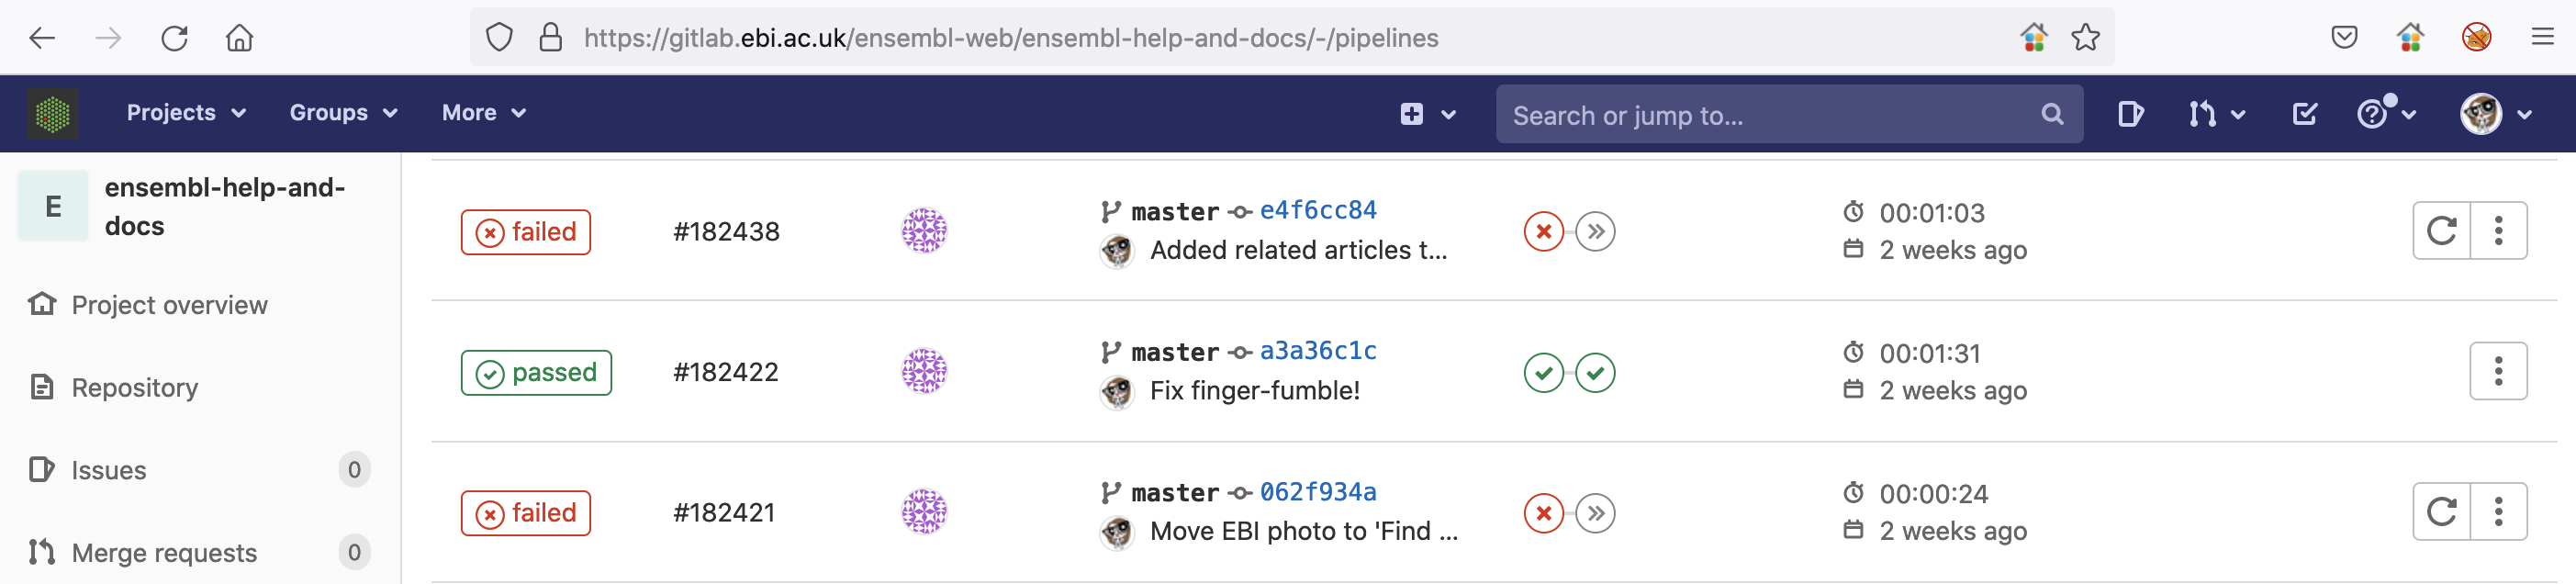 https://gitlab.ebi.ac.uk/ensembl-web/ensembl-help-and-docs/-/pipelines
Projects Groups More Search or jump to...
E ensembl-help-and-docs
Project overview
Repository
Issues 0
Merge requests 0
failed #182438 master e4f6cc84 00:01:03
Added related articles t... 2 weeks ago
passed #182422 master a3a36c1c 00:01:31
Fix finger-fumble! 2 weeks ago
failed #182421 master 062f934a 00:00:24
Move EBI photo to 'Find ... 2 weeks ago